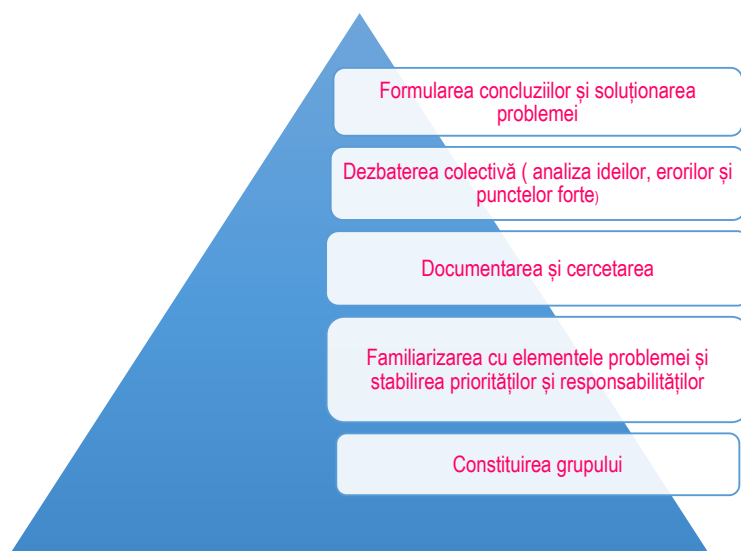 Formularea concluziilor și soluționarea
problemei
Dezbaterea colectivă ( analiza ideilor, erorilor și
punctelor forte)
Documentarea și cercetarea
Familiarizarea cu elementele problemei și
stabilirea priorităților și responsabilităților
Constituirea grupului